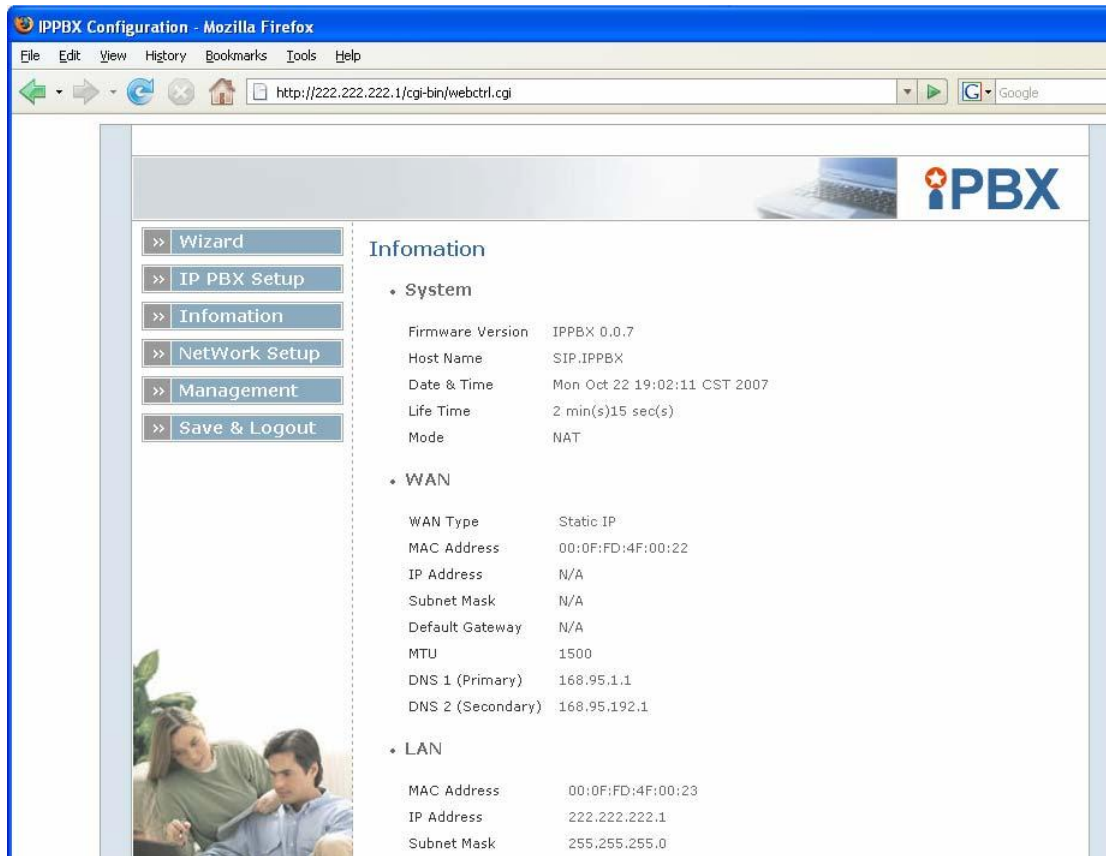 IPPBX Configuration - Mozilla Firefox
File Edit View History Bookmarks Tools Help
http://222.222.222.1/cgi-bin/webctrl.cgi
G Google
iPBX
» Wizard
» IP PBX Setup
» Infomation
» NetWork Setup
» Management
» Save & Logout
Infomation
• System
Firmware Version IPPBX 0.0.7
Host Name SIP.IPPBX
Date & Time Mon Oct 22 19:02:11 CST 2007
Life Time 2 min(s)15 sec(s)
Mode NAT
• WAN
WAN Type Static IP
MAC Address 00:0F:FD:4F:00:22
IP Address N/A
Subnet Mask N/A
Default Gateway N/A
MTU 1500
DNS 1 (Primary) 168.95.1.1
DNS 2 (Secondary) 168.95.192.1
• LAN
MAC Address 00:0F:FD:4F:00:23
IP Address 222.222.222.1
Subnet Mask 255.255.255.0